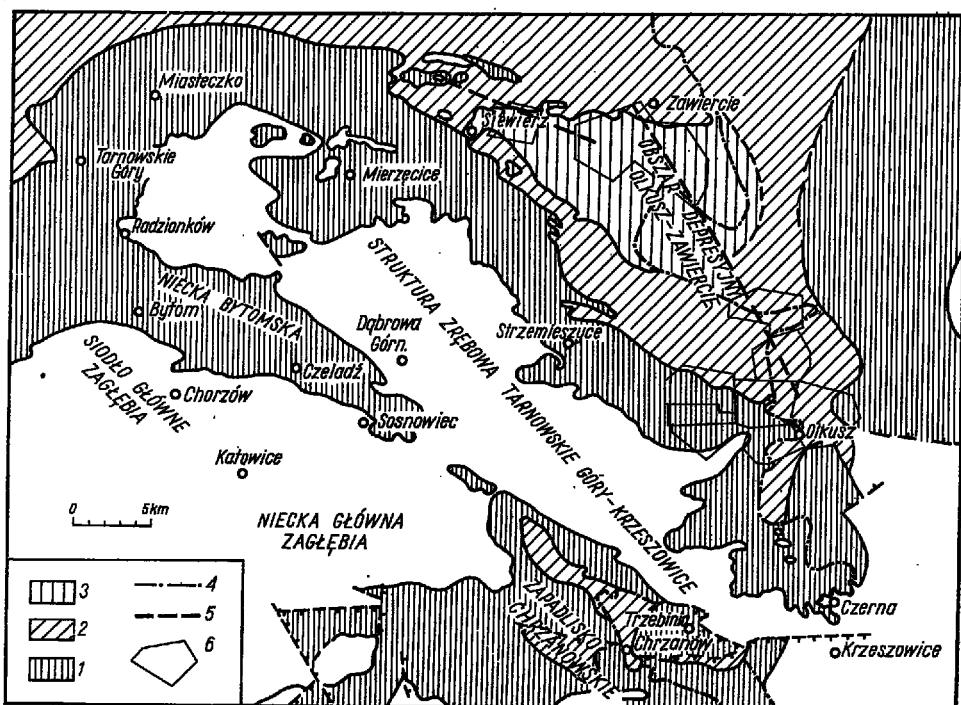 Miasteczko
Zawiercie
Siewierz
Tarnowskie
Góry
Mierzęcice
OBSZAR DEPRESYJNY
OLKUSZ-ZAWIERCIE
Radzionków
STRUKTURA ZRĘBOWA TARNOWSKIE GÓRY-KRZESZOWICE
NIECKA BYTOMSKA
Bytom
Dąbrowa
Górn.
Strzemieszyce
SIODŁO GŁÓWNE
ZAGŁĘBIA
Czeladź
Chorzów
Sosnowiec
Olkusz
Katowice
0 5km
NIECKA GŁÓWNA
ZAGŁĘBIA
3
2
1
4
5
6
ZAPADLISKO
CHRZANOWSKIE
Trzebinia
Chrzanów
Czerna
Krzeszowice